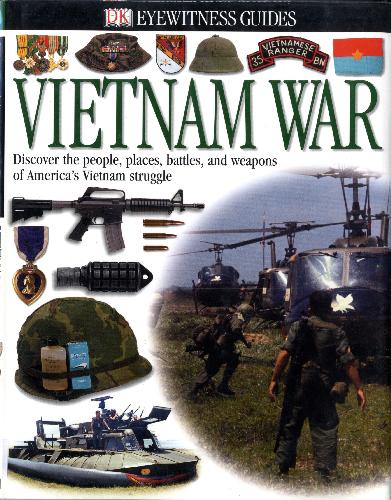 DK EYEWITNESS GUIDES
VIETNAMESE
35 RANGER BN
VIETNAM WAR
Discover the people, places, battles, and weapons
of America's Vietnam struggle